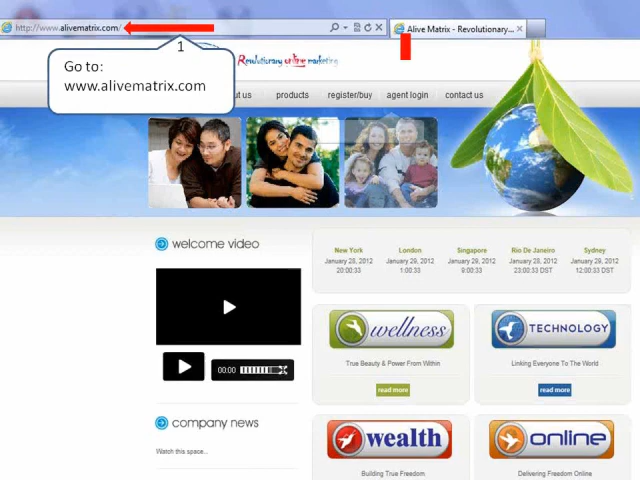 http://www.alivematrix.com/
Alive Matrix - Revolutionary...
1
Go to:
www.alivematrix.com
Revolutionary online marketing
ut us products register/buy agent login contact us
welcome video
New York London Singapore Rio De Janeiro Sydney
January 28, 2012 January 29, 2012 January 29, 2012 January 28, 2012 January 29, 2012
20:00:33 1:00:33 9:00:33 23:00:33 DST 12:00:33 DST
wellness TECHNOLOGY
True Beauty & Power From Within Linking Everyone To The World
read more read more
00:00
company news
Watch this space...
wealth online
Building True Freedom Delivering Freedom Online